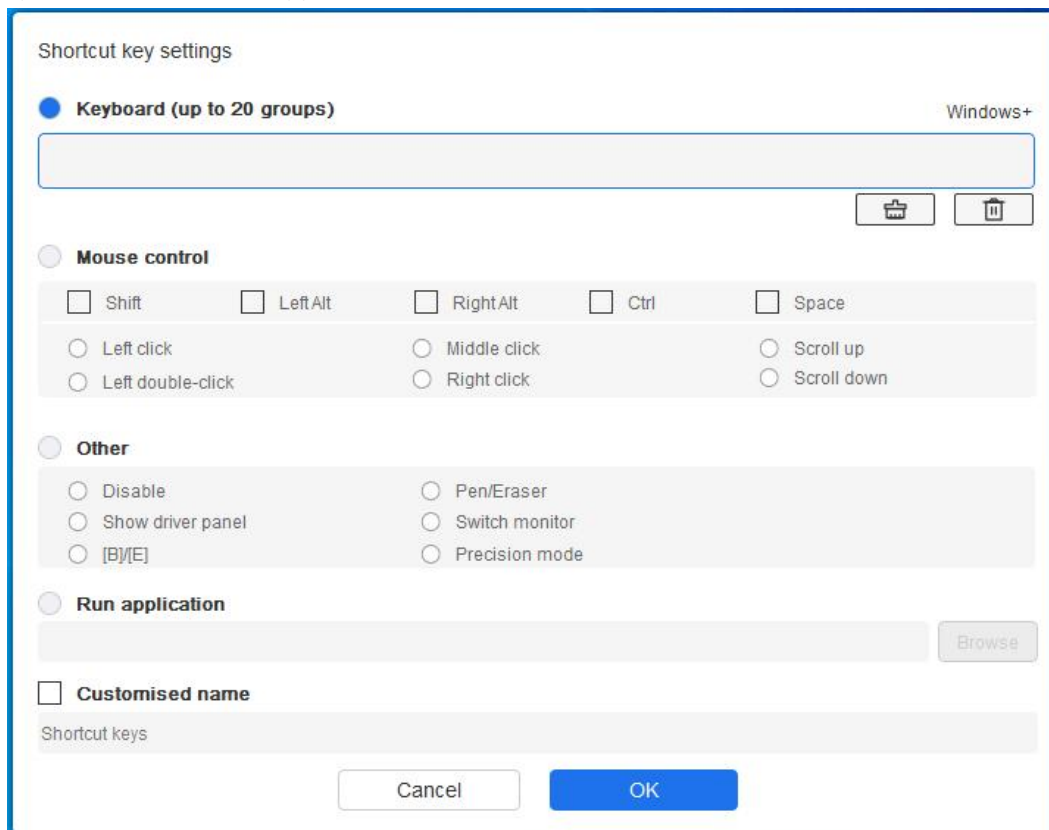 Shortcut key settings
Keyboard (up to 20 groups) Windows+
Mouse control
Shift Left Alt Right Alt Ctrl Space
Left click Middle click Scroll up
Left double-click Right click Scroll down
Other
Disable Pen/Eraser
Show driver panel Switch monitor
[B]/[E] Precision mode
Run application
Browse
Customised name
Shortcut keys
Cancel OK